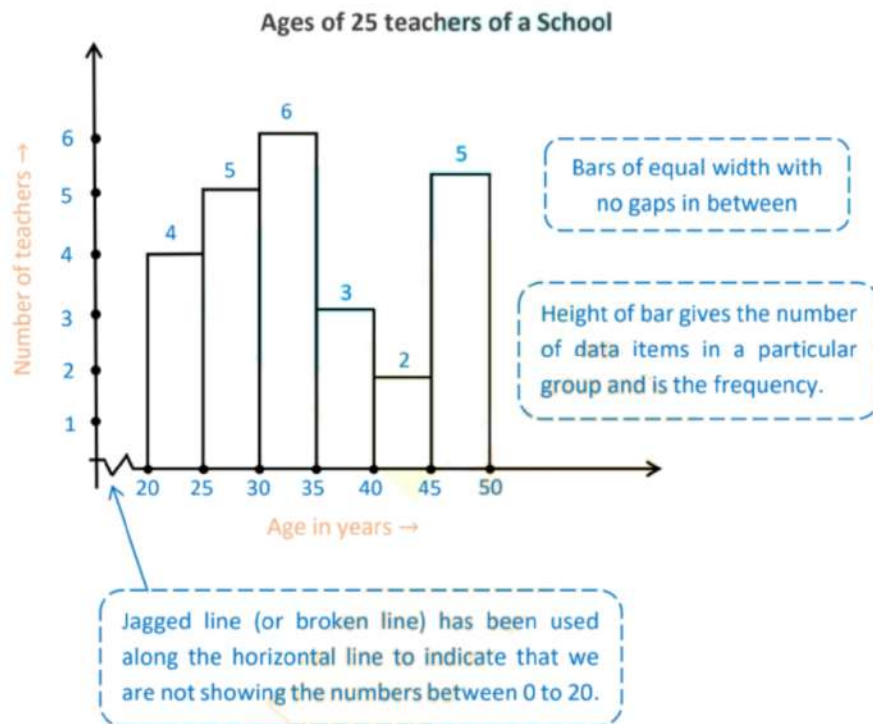 Ages of 25 teachers of a School
Number of teachers →
6
5
4
3
2
1
4
5
6
3
2
5
20 25 30 35 40 45 50
Age in years →
Bars of equal width with
no gaps in between
Height of bar gives the number
of data items in a particular
group and is the frequency.
Jagged line (or broken line) has been used
along the horizontal line to indicate that we
are not showing the numbers between 0 to 20.